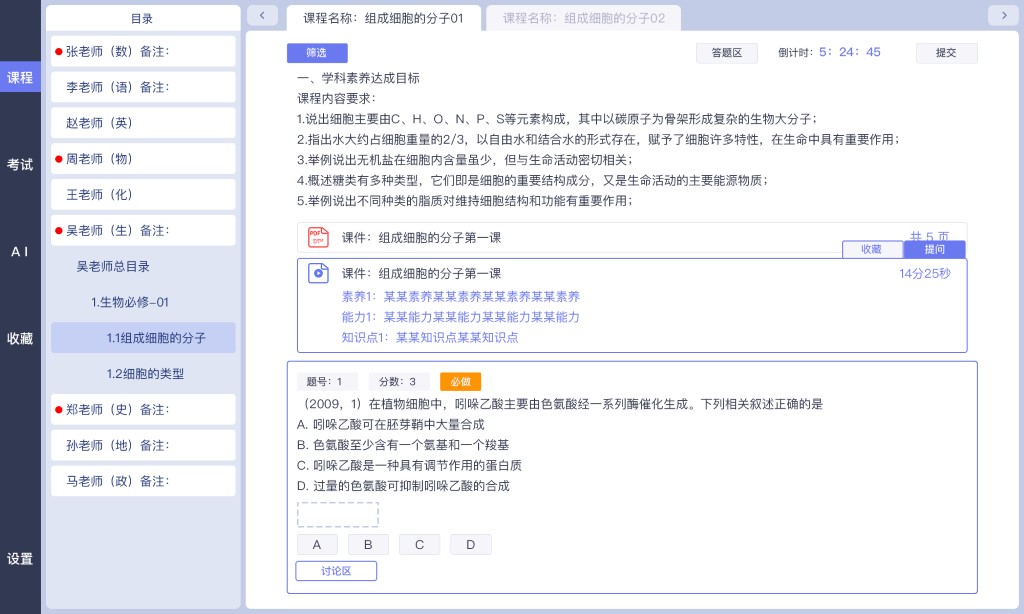 课程
考试
A I
收藏
设置
目录
张老师（数）备注：
李老师（语）备注：
赵老师（英）
周老师（物）
王老师（化）
吴老师（生）备注：
吴老师总目录
1.生物必修-01
1.1组成细胞的分子
1.2细胞的类型
郑老师（史）备注：
孙老师（地）备注：
马老师（政）备注：
课程名称：组成细胞的分子01
课程名称：组成细胞的分子02
筛选
答题区
倒计时：5：24：45
提交
一、学科素养达成目标
课程内容要求：
1.说出细胞主要由C、H、O、N、P、S等元素构成，其中以碳原子为骨架形成复杂的生物大分子；
2.指出水大约占细胞重量的2/3，以自由水和结合水的形式存在，赋予了细胞许多特性，在生命中具有重要作用；
3.举例说出无机盐在细胞内含量虽少，但与生命活动密切相关；
4.概述糖类有多种类型，它们即是细胞的重要结构成分，又是生命活动的主要能源物质；
5.举例说出不同种类的脂质对维持细胞结构和功能有重要作用；
PDF
课件：组成细胞的分子第一课
共 5 页
收藏
提问
课件：组成细胞的分子第一课
14分25秒
素养1：某某素养某某素养某某素养某某素养
能力1：某某能力某某能力某某能力某某能力
知识点1：某某知识点某某知识点
题号：1
分数：3
必做
（2009，1）在植物细胞中，吲哚乙酸主要由色氨酸经一系列酶催化生成。下列相关叙述正确的是
A. 吲哚乙酸可在胚芽鞘中大量合成
B. 色氨酸至少含有一个氨基和一个羧基
C. 吲哚乙酸是一种具有调节作用的蛋白质
D. 过量的色氨酸可抑制吲哚乙酸的合成
A
B
C
D
讨论区